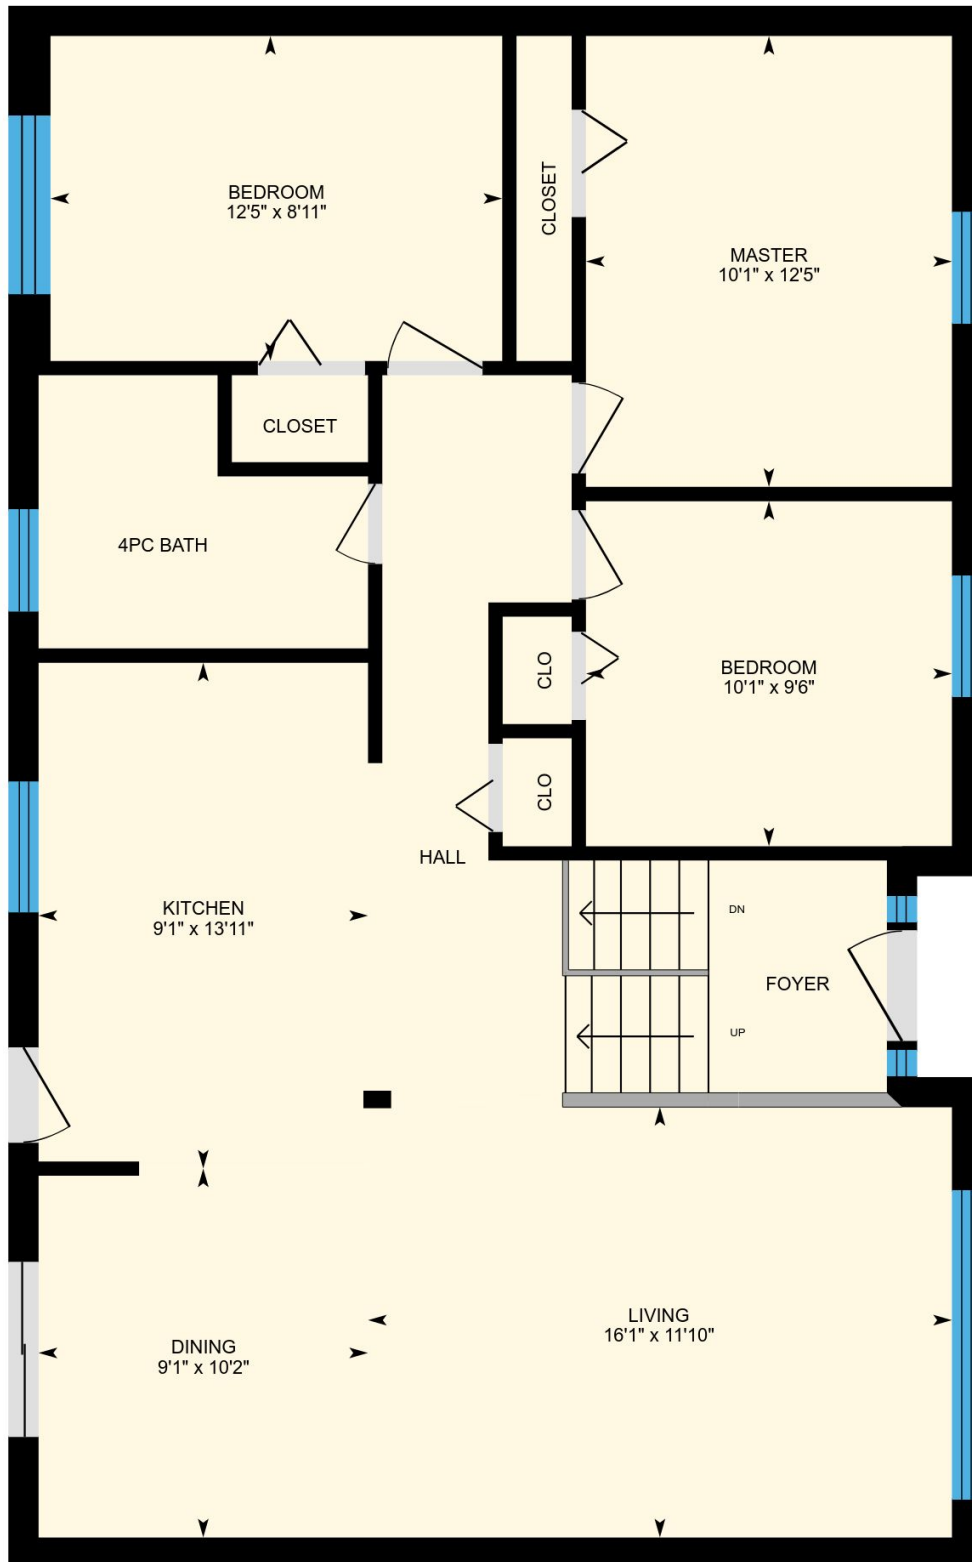 BEDROOM
12'5" x 8'11"
CLOSET
MASTER
10'1" x 12'5"
CLOSET
4PC BATH
CLO
BEDROOM
10'1" x 9'6"
CLO
HALL
KITCHEN
9'1" x 13'11"
DN
FOYER
UP
LIVING
16'1" x 11'10"
DINING
9'1" x 10'2"